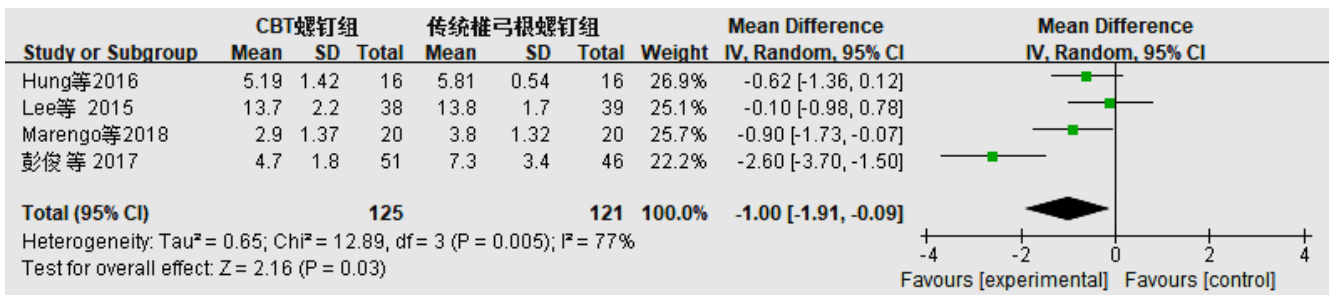 CBT螺钉组 传统椎弓根螺钉组 Mean Difference Mean Difference
Study or Subgroup Mean SD Total Mean SD Total Weight IV, Random, 95% CI IV, Random, 95% CI
Hung等2016 5.19 1.42 16 5.81 0.54 16 26.9% -0.62 [-1.36, 0.12]
Lee等 2015 13.7 2.2 38 13.8 1.7 39 25.1% -0.10 [-0.98, 0.78]
Marengo等2018 2.9 1.37 20 3.8 1.32 20 25.7% -0.90 [-1.73, -0.07]
彭俊 等 2017 4.7 1.8 51 7.3 3.4 46 22.2% -2.60 [-3.70, -1.50]
Total (95% CI) 125 121 100.0% -1.00 [-1.91, -0.09]
Heterogeneity: Tau² = 0.65; Chi² = 12.89, df = 3 (P = 0.005); I² = 77%
Test for overall effect: Z = 2.16 (P = 0.03)
-4 -2 0 2 4
Favours [experimental] Favours [control]